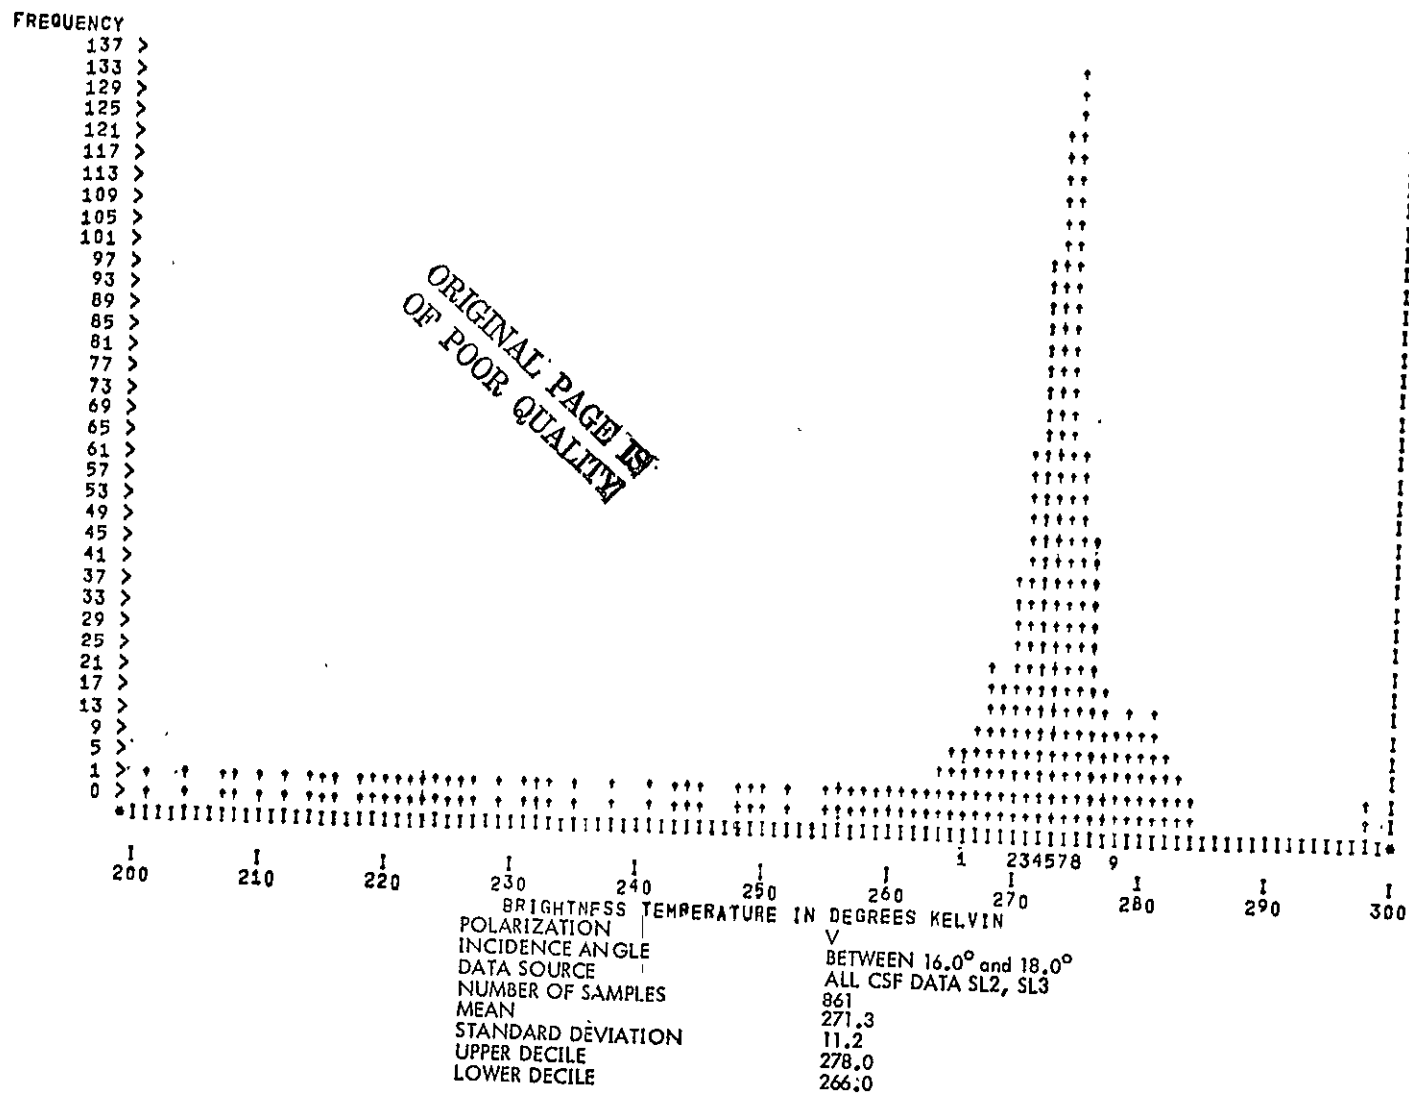 FREQUENCY
137 >
133 >
129 >
125 >
121 >
117 >
113 >
109 >
105 >
101 >
97 >
93 >
89 >
85 >
81 >
77 >
73 >
69 >
65 >
61 >
57 >
53 >
49 >
45 >
41 >
37 >
33 >
29 >
25 >
21 >
17 >
13 >
9 >
5 >
1 >
0 >
ORIGINAL PAGE IS
OF POOR QUALITY
1 234578 9
200 210 220 230 240 250 260 270 280 290 300
BRIGHTNESS TEMPERATURE IN DEGREES KELVIN
POLARIZATION V
INCIDENCE ANGLE BETWEEN 16.0° and 18.0°
DATA SOURCE ALL CSF DATA SL2, SL3
NUMBER OF SAMPLES 861
MEAN 271.3
STANDARD DEVIATION 11.2
UPPER DECILE 278.0
LOWER DECILE 266.0